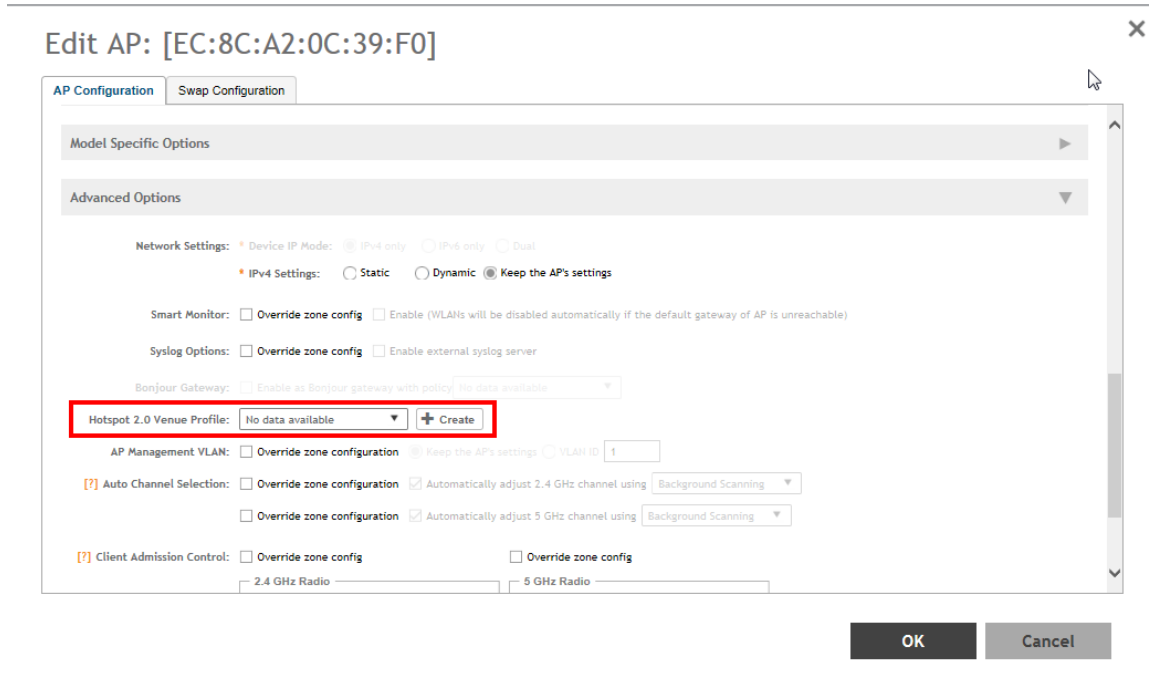 Edit AP: [EC:8C:A2:0C:39:F0]
AP Configuration Swap Configuration
Model Specific Options
Advanced Options
Network Settings: * Device IP Mode: IPv4 only IPv6 only Dual
* IPv4 Settings: Static Dynamic Keep the AP's settings
Smart Monitor: Override zone config Enable (WLANs will be disabled automatically if the default gateway of AP is unreachable)
Syslog Options: Override zone config Enable external syslog server
Bonjour Gateway: Enable as Bonjour gateway with policy No data available
Hotspot 2.0 Venue Profile: No data available + Create
AP Management VLAN: Override zone configuration Keep the AP's settings VLAN ID 1
[?] Auto Channel Selection: Override zone configuration Automatically adjust 2.4 GHz channel using Background Scanning
Override zone configuration Automatically adjust 5 GHz channel using Background Scanning
[?] Client Admission Control: Override zone config Override zone config
2.4 GHz Radio 5 GHz Radio
OK Cancel